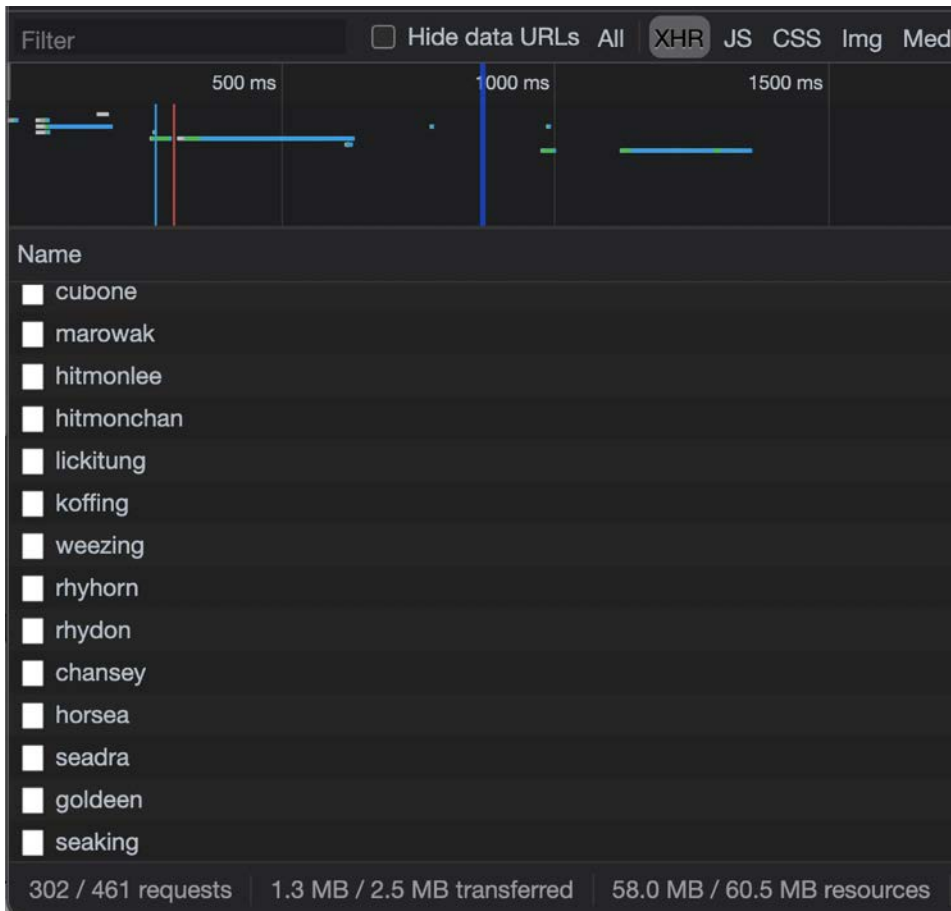 Filter Hide data URLs All XHR JS CSS Img Med
500 ms 1000 ms 1500 ms
Name
cubone
marowak
hitmonlee
hitmonchan
lickitung
koffing
weezing
rhyhorn
rhydon
chansey
horsea
seadra
goldeen
seaking
302 / 461 requests 1.3 MB / 2.5 MB transferred 58.0 MB / 60.5 MB resources